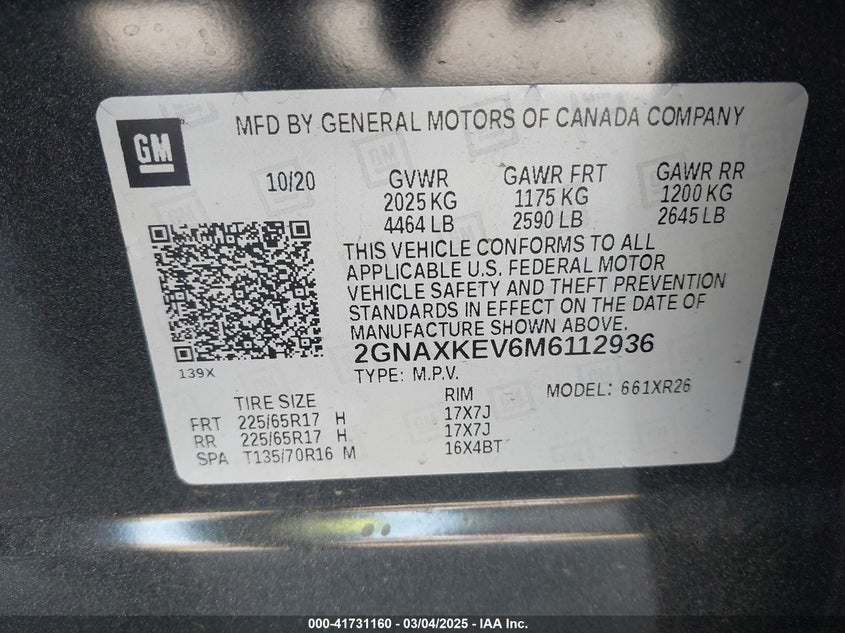 GM
MFD BY GENERAL MOTORS OF CANADA COMPANY
10/20
GVWR
2025 KG
4464 LB
GAWR FRT
1175 KG
2590 LB
GAWR RR
1200 KG
2645 LB
THIS VEHICLE CONFORMS TO ALL
APPLICABLE U.S. FEDERAL MOTOR
VEHICLE SAFETY AND THEFT PREVENTION
STANDARDS IN EFFECT ON THE DATE OF
MANUFACTURE SHOWN ABOVE.
2GNAXKEV6M6112936
139X
TYPE: M.P.V.
MODEL: 661XR26
TIRE SIZE RIM
FRT 225/65R17 H 17X7J
RR 225/65R17 H 17X7J
SPA T135/70R16 M 16X4BT
000-41731160 - 03/04/2025 - IAA Inc.